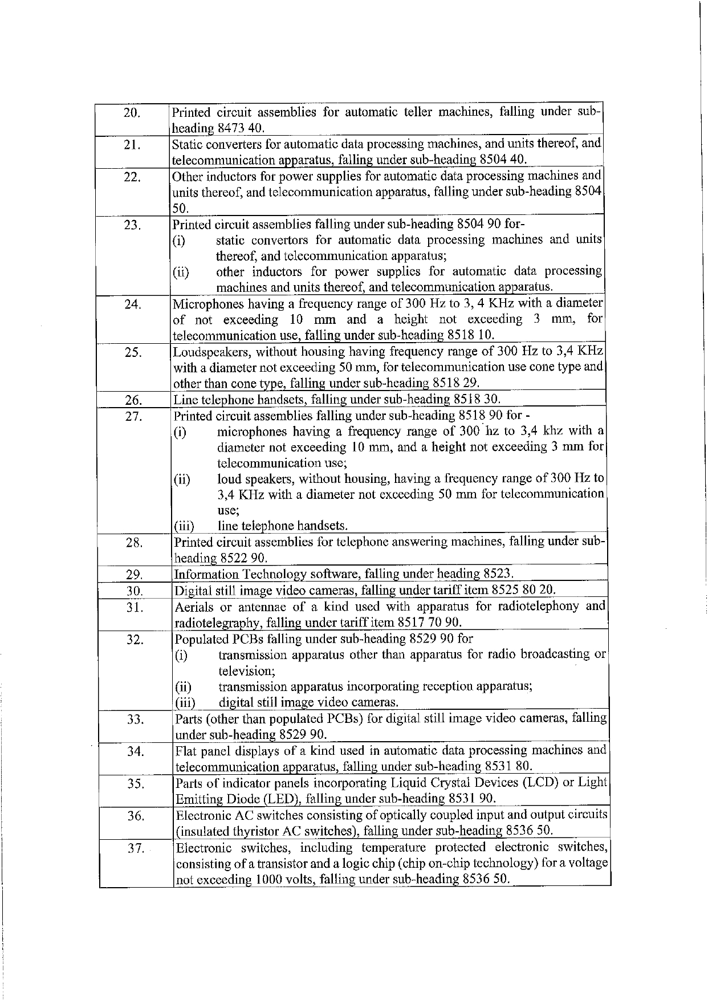 20. Printed circuit assemblies for automatic teller machines, falling under sub-
heading 8473 40.
21. Static converters for automatic data processing machines, and units thereof, and
telecommunication apparatus, falling under sub-heading 8504 40.
22. Other inductors for power supplies for automatic data processing machines and
units thereof, and telecommunication apparatus, falling under sub-heading 8504
50.
23. Printed circuit assemblies falling under sub-heading 8504 90 for-
(i) static convertors for automatic data processing machines and units
thereof, and telecommunication apparatus;
(ii) other inductors for power supplies for automatic data processing
machines and units thereof, and telecommunication apparatus.
24. Microphones having a frequency range of 300 Hz to 3, 4 KHz with a diameter
of not exceeding 10 mm and a height not exceeding 3 mm, for
telecommunication use, falling under sub-heading 8518 10.
25. Loudspeakers, without housing having frequency range of 300 Hz to 3,4 KHz
with a diameter not exceeding 50 mm, for telecommunication use cone type and
other than cone type, falling under sub-heading 8518 29.
26. Line telephone handsets, falling under sub-heading 8518 30.
27. Printed circuit assemblies falling under sub-heading 8518 90 for -
(i) microphones having a frequency range of 300 hz to 3,4 khz with a
diameter not exceeding 10 mm, and a height not exceeding 3 mm for
telecommunication use;
(ii) loud speakers, without housing, having a frequency range of 300 Hz to
3,4 KHz with a diameter not exceeding 50 mm for telecommunication
use;
(iii) line telephone handsets.
28. Printed circuit assemblies for telephone answering machines, falling under sub-
heading 8522 90.
29. Information Technology software, falling under heading 8523.
30. Digital still image video cameras, falling under tariff item 8525 80 20.
31. Aerials or antennae of a kind used with apparatus for radiotelephony and
radiotelegraphy, falling under tariff item 8517 70 90.
32. Populated PCBs falling under sub-heading 8529 90 for
(i) transmission apparatus other than apparatus for radio broadcasting or
television;
(ii) transmission apparatus incorporating reception apparatus;
(iii) digital still image video cameras.
33. Parts (other than populated PCBs) for digital still image video cameras, falling
under sub-heading 8529 90.
34. Flat panel displays of a kind used in automatic data processing machines and
telecommunication apparatus, falling under sub-heading 8531 80.
35. Parts of indicator panels incorporating Liquid Crystal Devices (LCD) or Light
Emitting Diode (LED), falling under sub-heading 8531 90.
36. Electronic AC switches consisting of optically coupled input and output circuits
(insulated thyristor AC switches), falling under sub-heading 8536 50.
37. Electronic switches, including temperature protected electronic switches,
consisting of a transistor and a logic chip (chip on-chip technology) for a voltage
not exceeding 1000 volts, falling under sub-heading 8536 50.